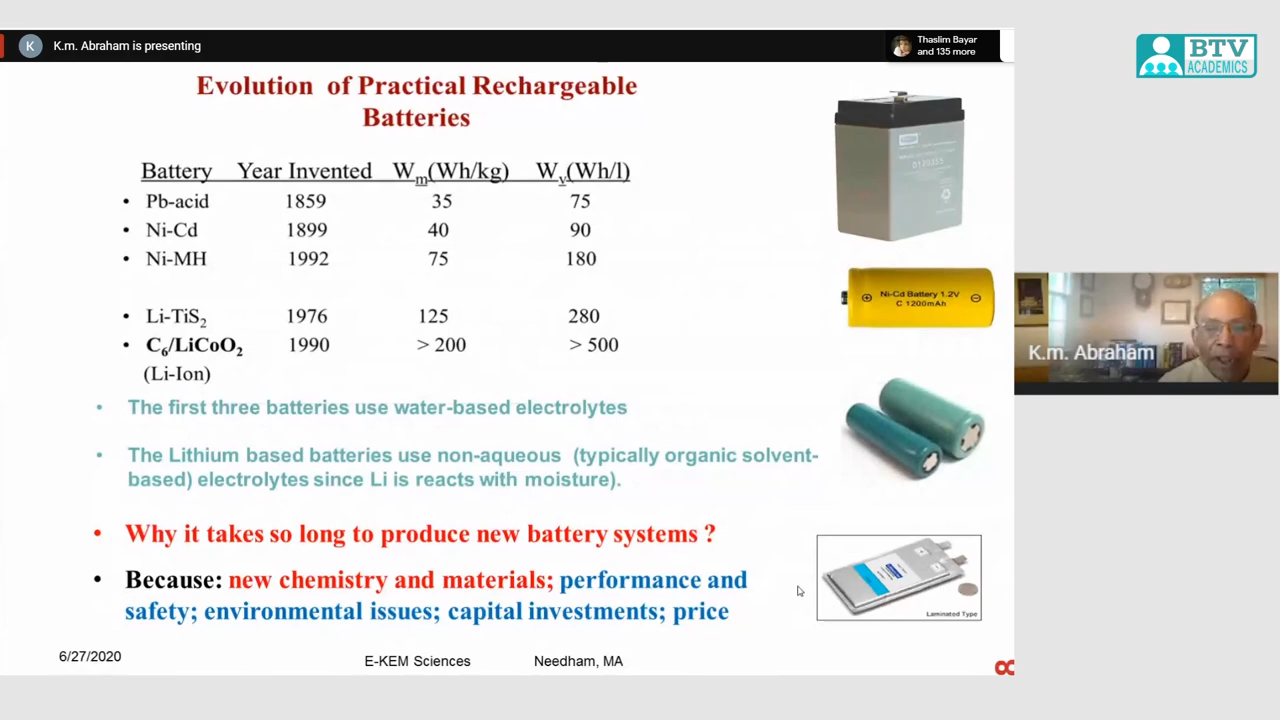 K
K.m. Abraham is presenting
Thaslim Bayar
and 135 more
BTV
ACADEMICS
Evolution of Practical Rechargeable
Batteries
Battery Year Invented Wm(Wh/kg) Wv(Wh/l)
• Pb-acid 1859 35 75
• Ni-Cd 1899 40 90
• Ni-MH 1992 75 180
Li-TiS2 1976 125 280
• C6/LiCoO2 1990 > 200 > 500
(Li-Ion)
• The first three batteries use water-based electrolytes
• The Lithium based batteries use non-aqueous (typically organic solvent-
based) electrolytes since Li is reacts with moisture).
• Why it takes so long to produce new battery systems ?
• Because: new chemistry and materials; performance and
safety; environmental issues; capital investments; price
Ni-Cd Battery 1.2V
C 1200mAh
K.m. Abraham
Laminated Type
6/27/2020 E-KEM Sciences Needham, MA